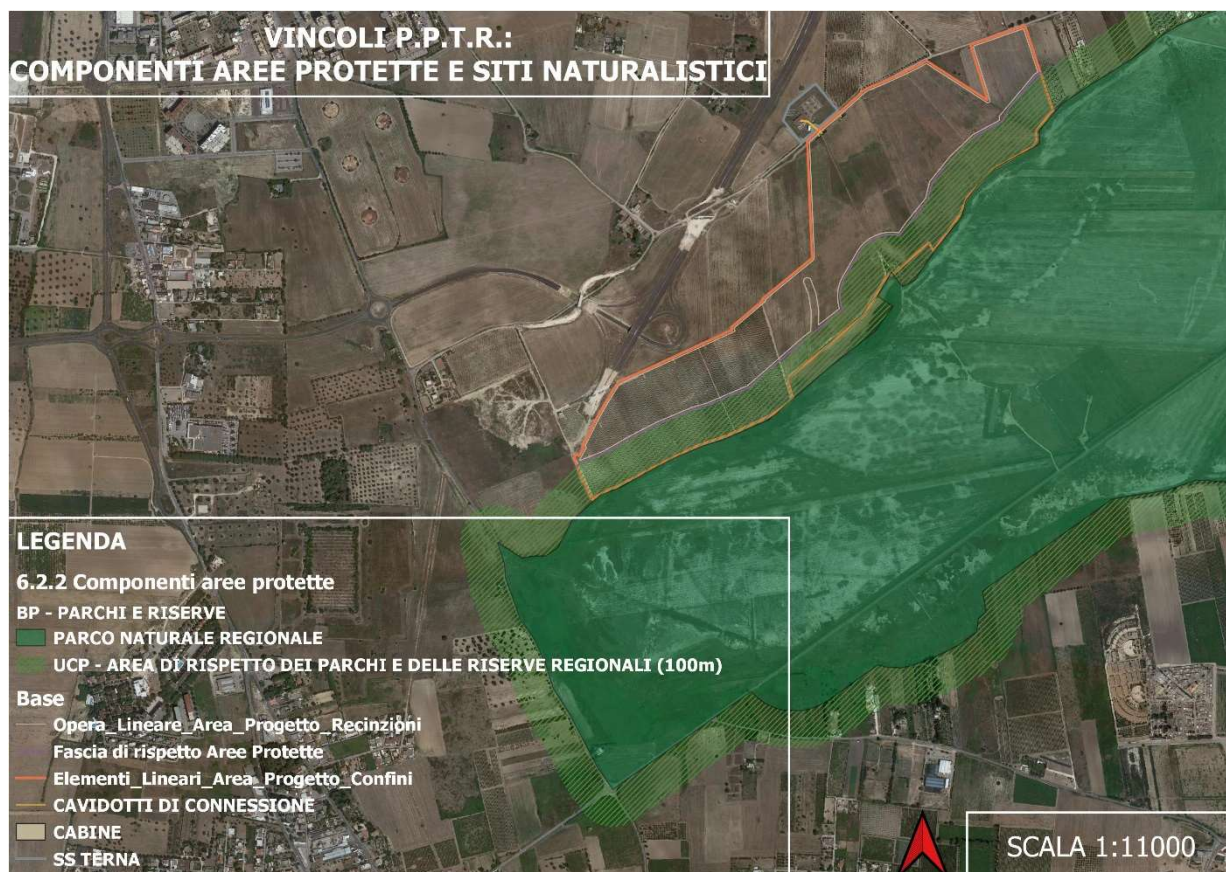 VINCOLI P.P.T.R.:
COMPONENTI AREE PROTETTE E SITI NATURALISTICI
LEGENDA
6.2.2 Componenti aree protette
BP - PARCHI E RISERVE
PARCO NATURALE REGIONALE
UCP - AREA DI RISPETTO DEI PARCHI E DELLE RISERVE REGIONALI (100m)
Base
Opera_Lineare_Area_Progetto_Recinzioni
Fascia di rispetto Aree Protette
Elementi_Lineari_Area_Progetto_Confini
CAVIDOTTI DI CONNESSIONE
CABINE
SS TERNA
SCALA 1:11000